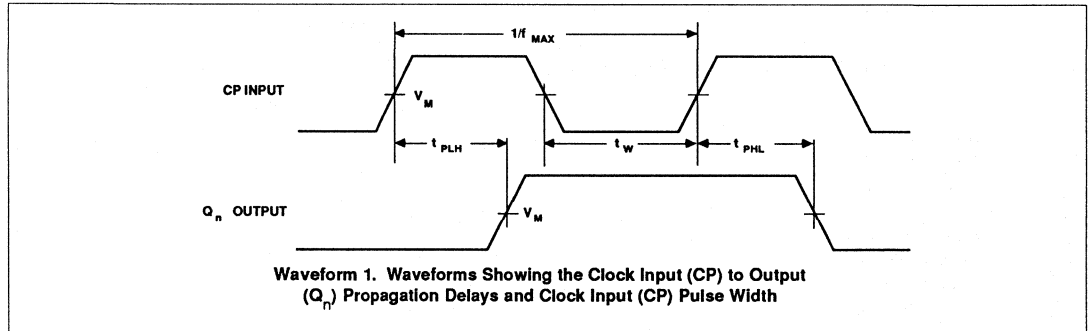 1/f MAX
CP INPUT
V M
t PLH
t W
t PHL
Q n OUTPUT
V M
Waveform 1. Waveforms Showing the Clock Input (CP) to Output
(Qn) Propagation Delays and Clock Input (CP) Pulse Width